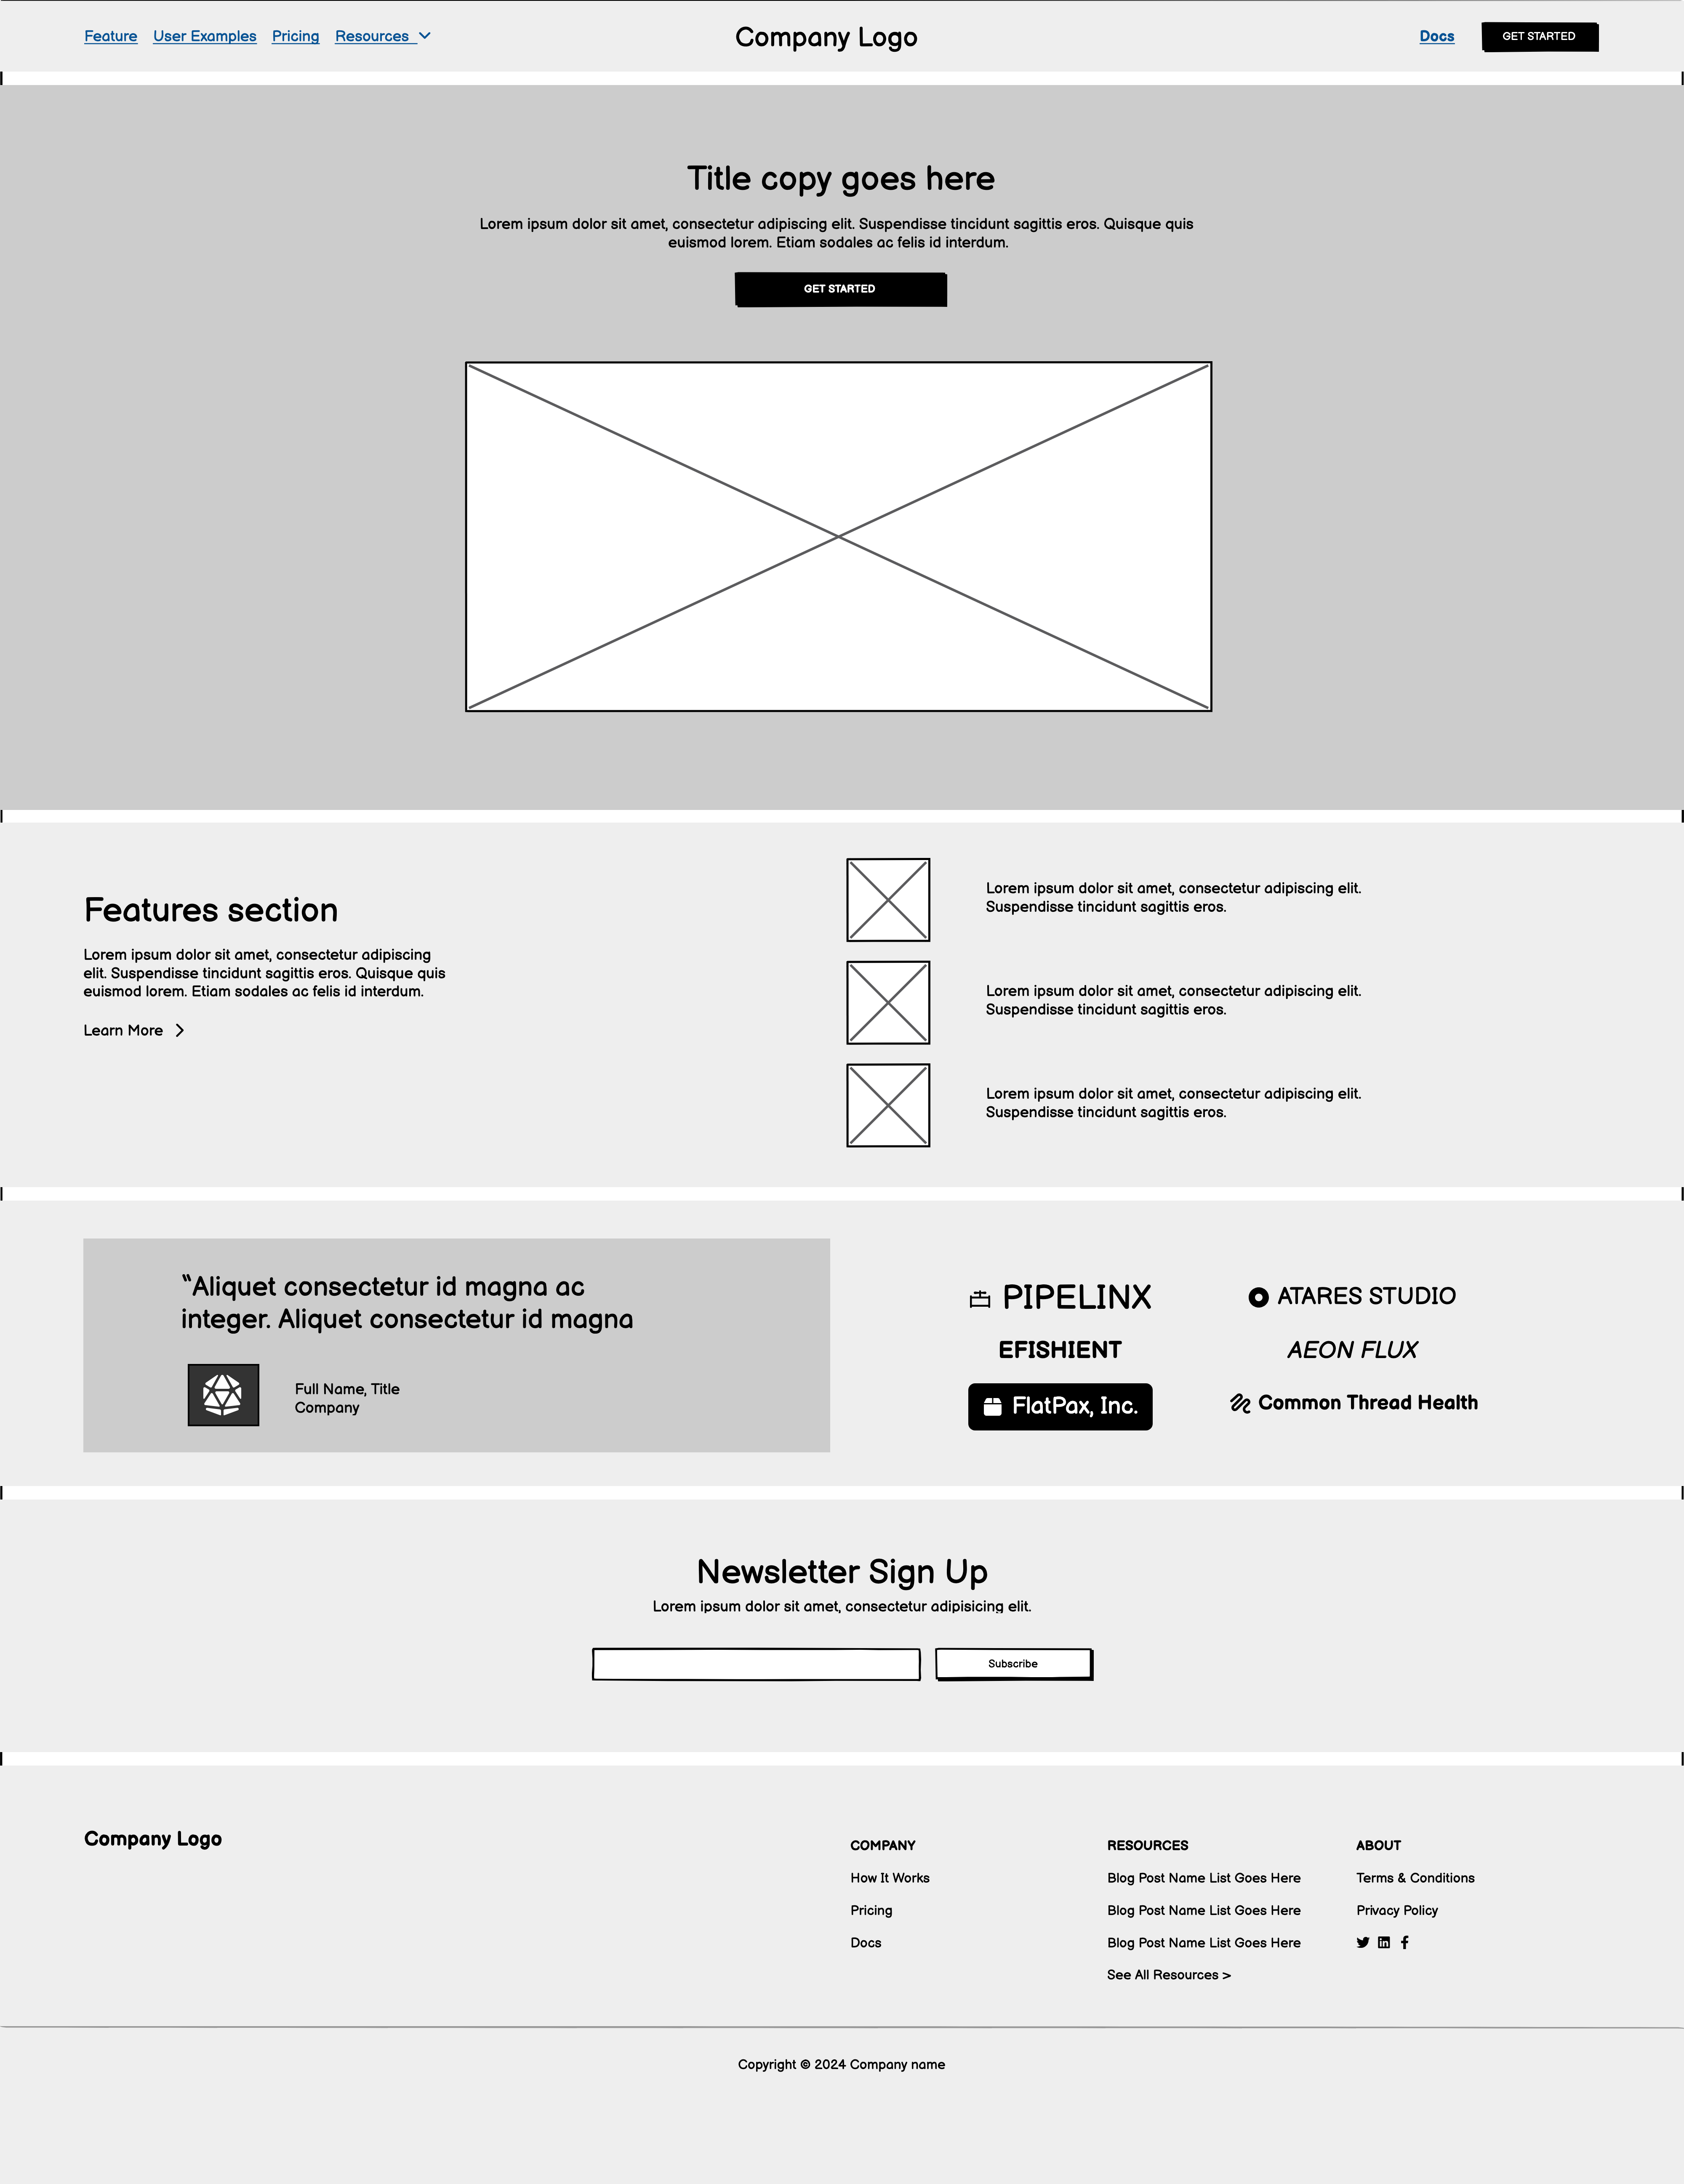 Feature User Examples Pricing Resources
Company Logo
Docs
GET STARTED
Title copy goes here
Lorem ipsum dolor sit amet, consectetur adipiscing elit. Suspendisse tincidunt sagittis eros. Quisque quis
euismod lorem. Etiam sodales ac felis id interdum.
GET STARTED
Features section
Lorem ipsum dolor sit amet, consectetur adipiscing
elit. Suspendisse tincidunt sagittis eros. Quisque quis
euismod lorem. Etiam sodales ac felis id interdum.
Learn More
Lorem ipsum dolor sit amet, consectetur adipiscing elit.
Suspendisse tincidunt sagittis eros.
Lorem ipsum dolor sit amet, consectetur adipiscing elit.
Suspendisse tincidunt sagittis eros.
Lorem ipsum dolor sit amet, consectetur adipiscing elit.
Suspendisse tincidunt sagittis eros.
“Aliquet consectetur id magna ac
integer. Aliquet consectetur id magna
Full Name, Title
Company
PIPELINX
ATARES STUDIO
EFISHIENT
AEON FLUX
FlatPax, Inc.
Common Thread Health
Newsletter Sign Up
Lorem ipsum dolor sit amet, consectetur adipisicing elit.
Subscribe
Company Logo
COMPANY
How It Works
Pricing
Docs
RESOURCES
Blog Post Name List Goes Here
Blog Post Name List Goes Here
Blog Post Name List Goes Here
See All Resources >
ABOUT
Terms & Conditions
Privacy Policy
Copyright © 2024 Company name